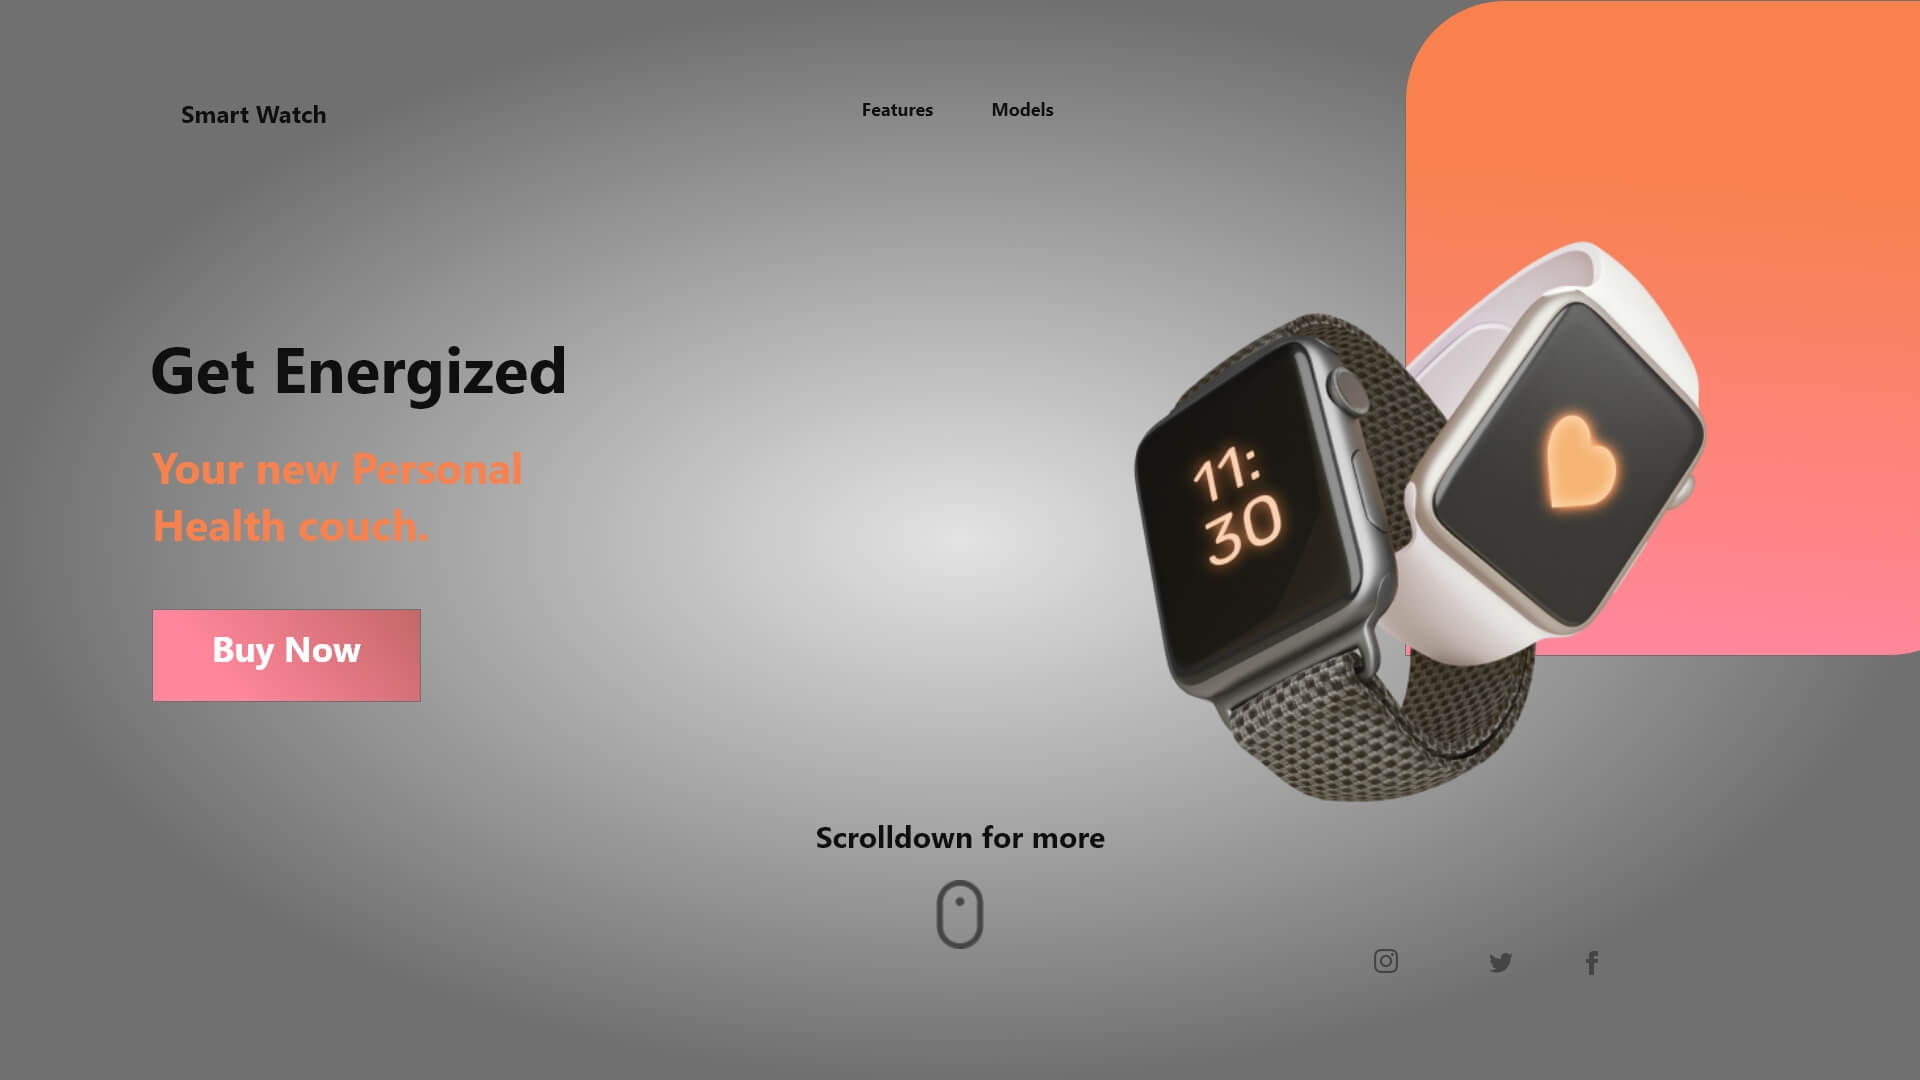 Smart Watch
Features
Models
Get Energized
Your new Personal
Health couch.
Buy Now
11:
30
Scrolldown for more